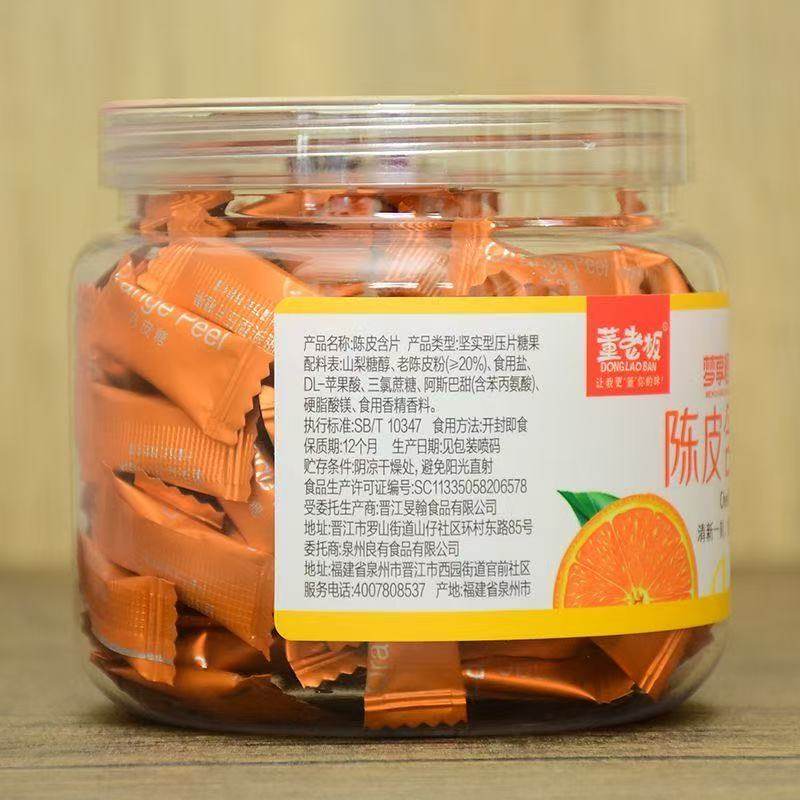 产品名称:陈皮含片 产品类型:坚实型压片糖果
配料表:山梨糖醇、老陈皮粉(≥20%)、食用盐、
DL-苹果酸、三氯蔗糖、阿斯巴甜(含苯丙氨酸)、
硬脂酸镁、食用香精香料。
执行标准:SB/T 10347 食用方法:开封即食
保质期:12个月 生产日期:见包装喷码
贮存条件:阴凉干燥处, 避免阳光直射
食品生产许可证编号:SC11335058206578
受委托生产商:晋江旻翰食品有限公司
地址:晋江市罗山街道山仔社区环村东路85号
委托商:泉州良有食品有限公司
地址:福建省泉州市晋江市西园街道官前社区
服务电话:4007808537 产地:福建省泉州市
董老板®
DONG LAO BAN
让我更"董"你的味!
陈皮
清新一
Orange Peel